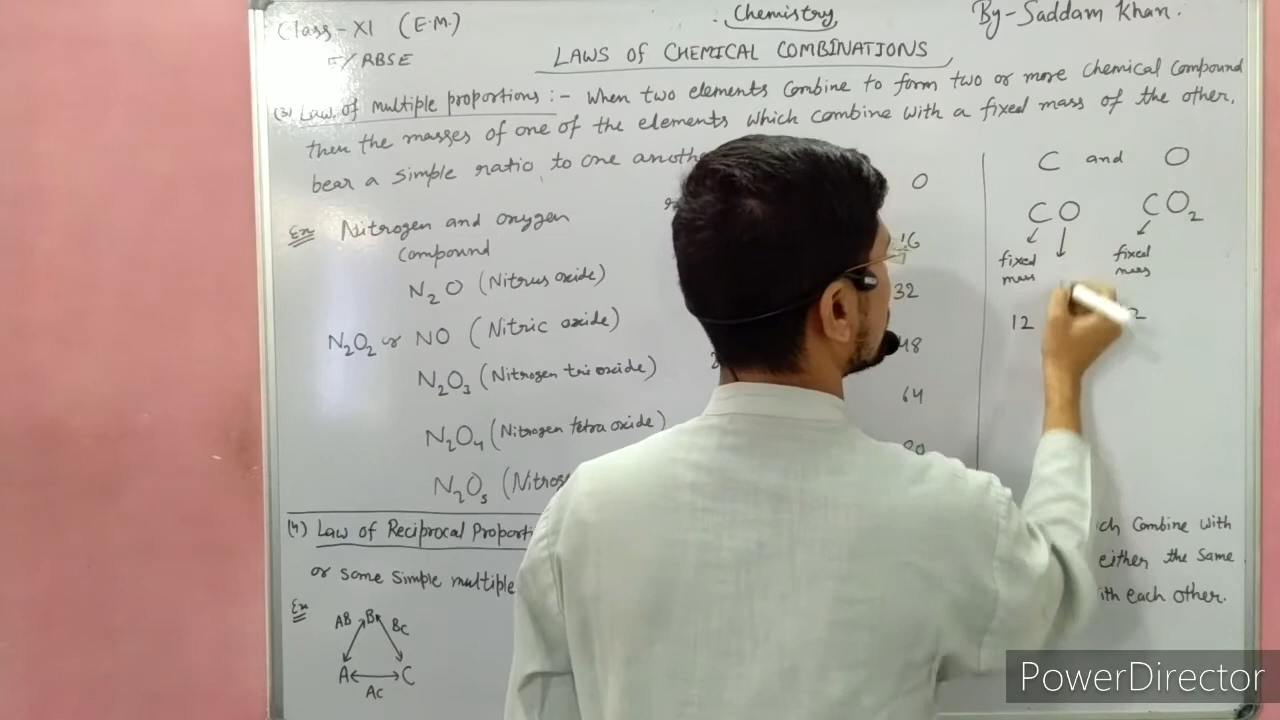 Class-XI (E.M.)
Chemistry
By-Saddam Khan.
RBSE
LAWS of CHEMICAL COMBINATIONS
(3) Law of multiple proportions :- When two elements combine to form two or more chemical compound
then the masses of one of the elements which combine with a fixed mass of the other,
bear a simple ratio to one
Ex Nitrogen and oxygen
compound
N2O (Nitrus oxide)
N2O2 or NO (Nitric oxide)
N2O3 (Nitrogen tri oxide)
N2O4 (Nitrogen tetra oxide)
N2O5
O
16
32
48
64
80
C and O
CO CO2
fixed mass fixed mass
12
(4) Law of Reciprocal
ch combine with
or some simple multiple
either the same
with each other.
Ex
AB B BC
A C
AC
PowerDirector